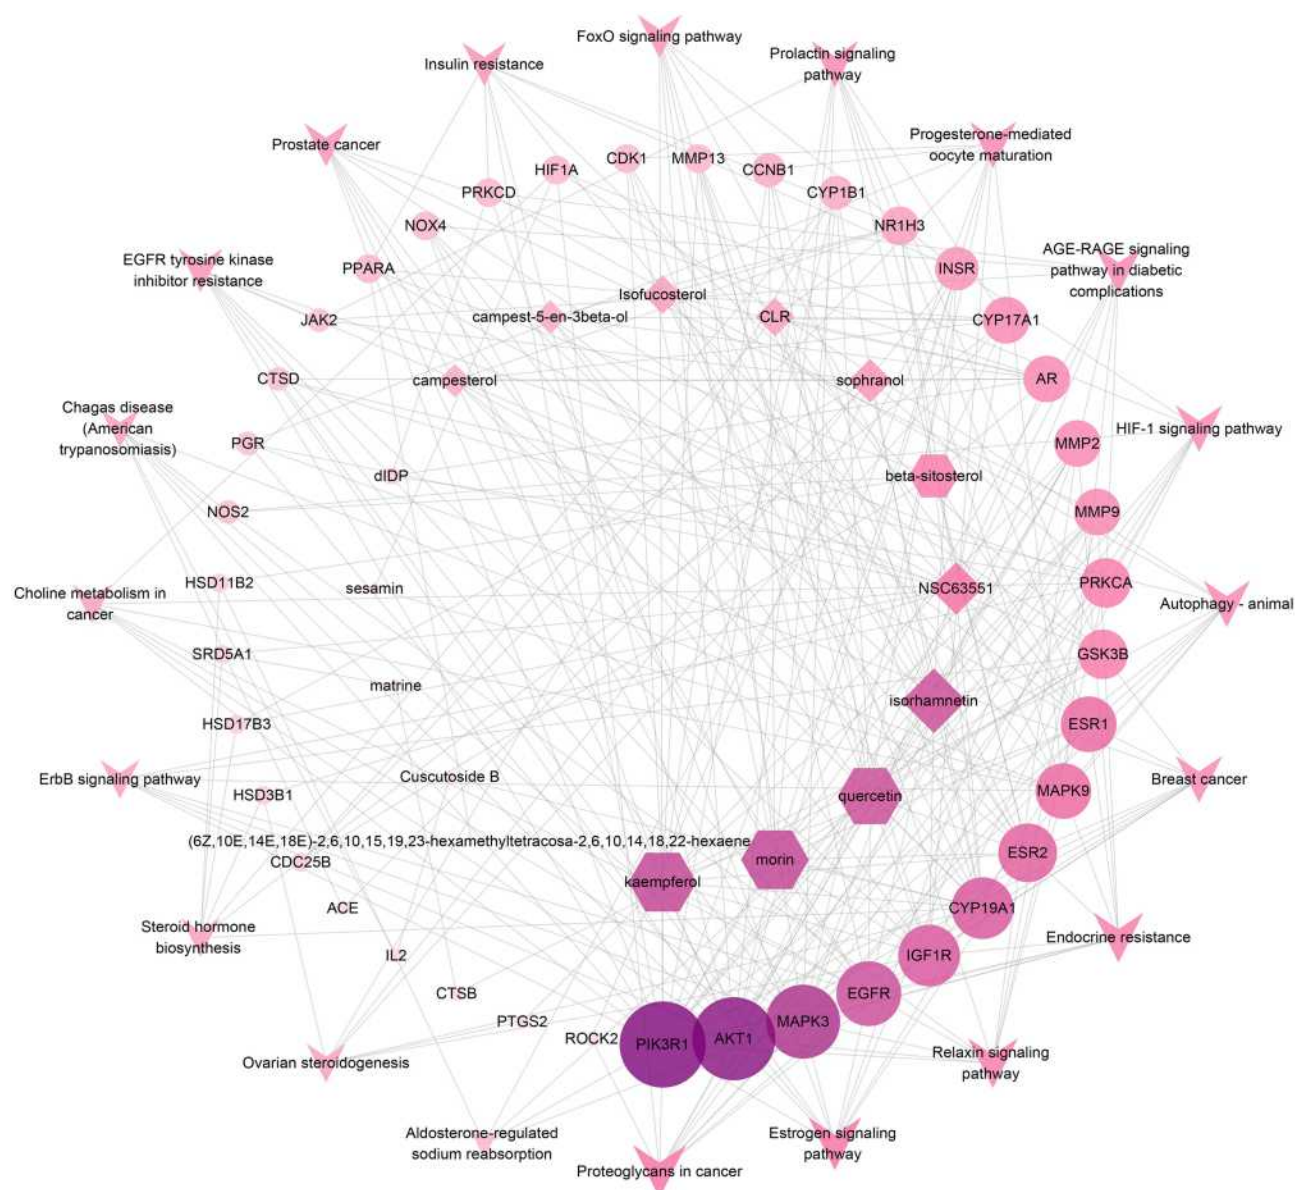 FoxO signaling pathway
Prolactin signaling
pathway
Insulin resistance
Progesterone-mediated
oocyte maturation
Prostate cancer
CDK1
MMP13
HIF1A
CCNB1
PRKCD
CYP1B1
NOX4
NR1H3
AGE-RAGE signaling
pathway in diabetic
complications
EGFR tyrosine kinase
inhibitor resistance
PPARA
INSR
Isofucosterol
JAK2
campest-5-en-3beta-ol
CLR
CYP17A1
CTSD
campesterol
sophranol
AR
Chagas disease
(American
trypanosomiasis)
PGR
MMP2
HIF-1 signaling pathway
dIDP
beta-sitosterol
NOS2
MMP9
HSD11B2
sesamin
NSC63551
PRKCA
Choline metabolism in
cancer
Autophagy - animal
SRD5A1
GSK3B
matrine
isorhamnetin
HSD17B3
ESR1
ErbB signaling pathway
Cuscutoside B
Breast cancer
HSD3B1
quercetin
MAPK9
(6Z,10E,14E,18E)-2,6,10,15,19,23-hexamethyltetracosa-2,6,10,14,18,22-hexaene
CDC25B
morin
ESR2
kaempferol
ACE
CYP19A1
Steroid hormone
biosynthesis
Endocrine resistance
IL2
IGF1R
CTSB
EGFR
PTGS2
MAPK3
ROCK2
PIK3R1
AKT1
Ovarian steroidogenesis
Relaxin signaling
pathway
Aldosterone-regulated
sodium reabsorption
Estrogen signaling
pathway
Proteoglycans in cancer